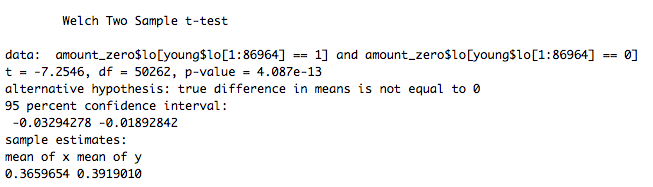 Welch Two Sample t-test
data:  amount_zero$lo[young$lo[1:86964] == 1] and amount_zero$lo[young$lo[1:86964] == 0]
t = -7.2546, df = 50262, p-value = 4.087e-13
alternative hypothesis: true difference in means is not equal to 0
95 percent confidence interval:
 -0.03294278 -0.01892842
sample estimates:
mean of x mean of y
0.3659654 0.3919010